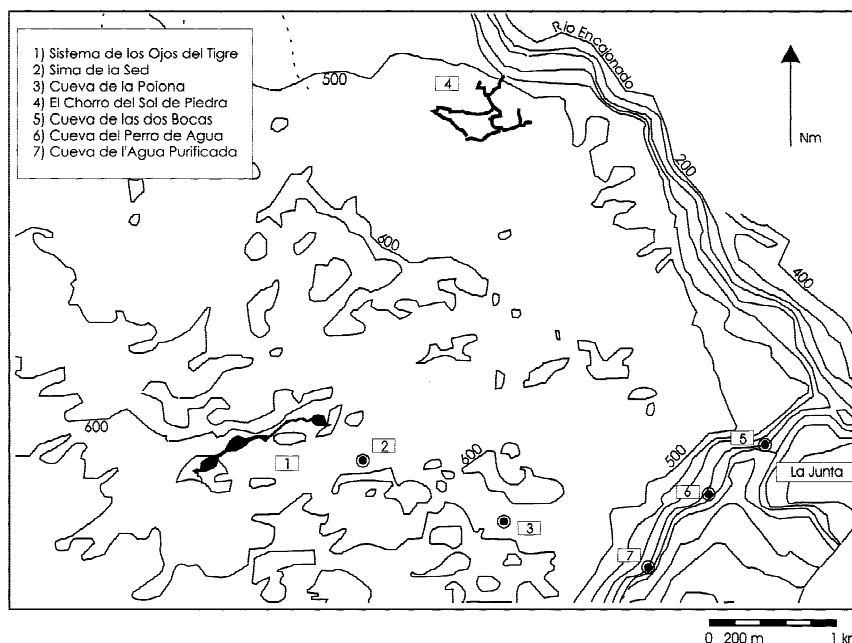 1) Sistema de los Ojos del Tigre
2) Sima de la Sed
3) Cueva de la Poiona
4) El Chorro del Sol de Piedra
5) Cueva de las dos Bocas
6) Cueva del Perro de Agua
7) Cueva de l'Agua Purificada
Río Encajonado
500
4
Nm
200
600
400
600
500
5
2
600
1
La Junta
6
3
7
0 200 m 1 km